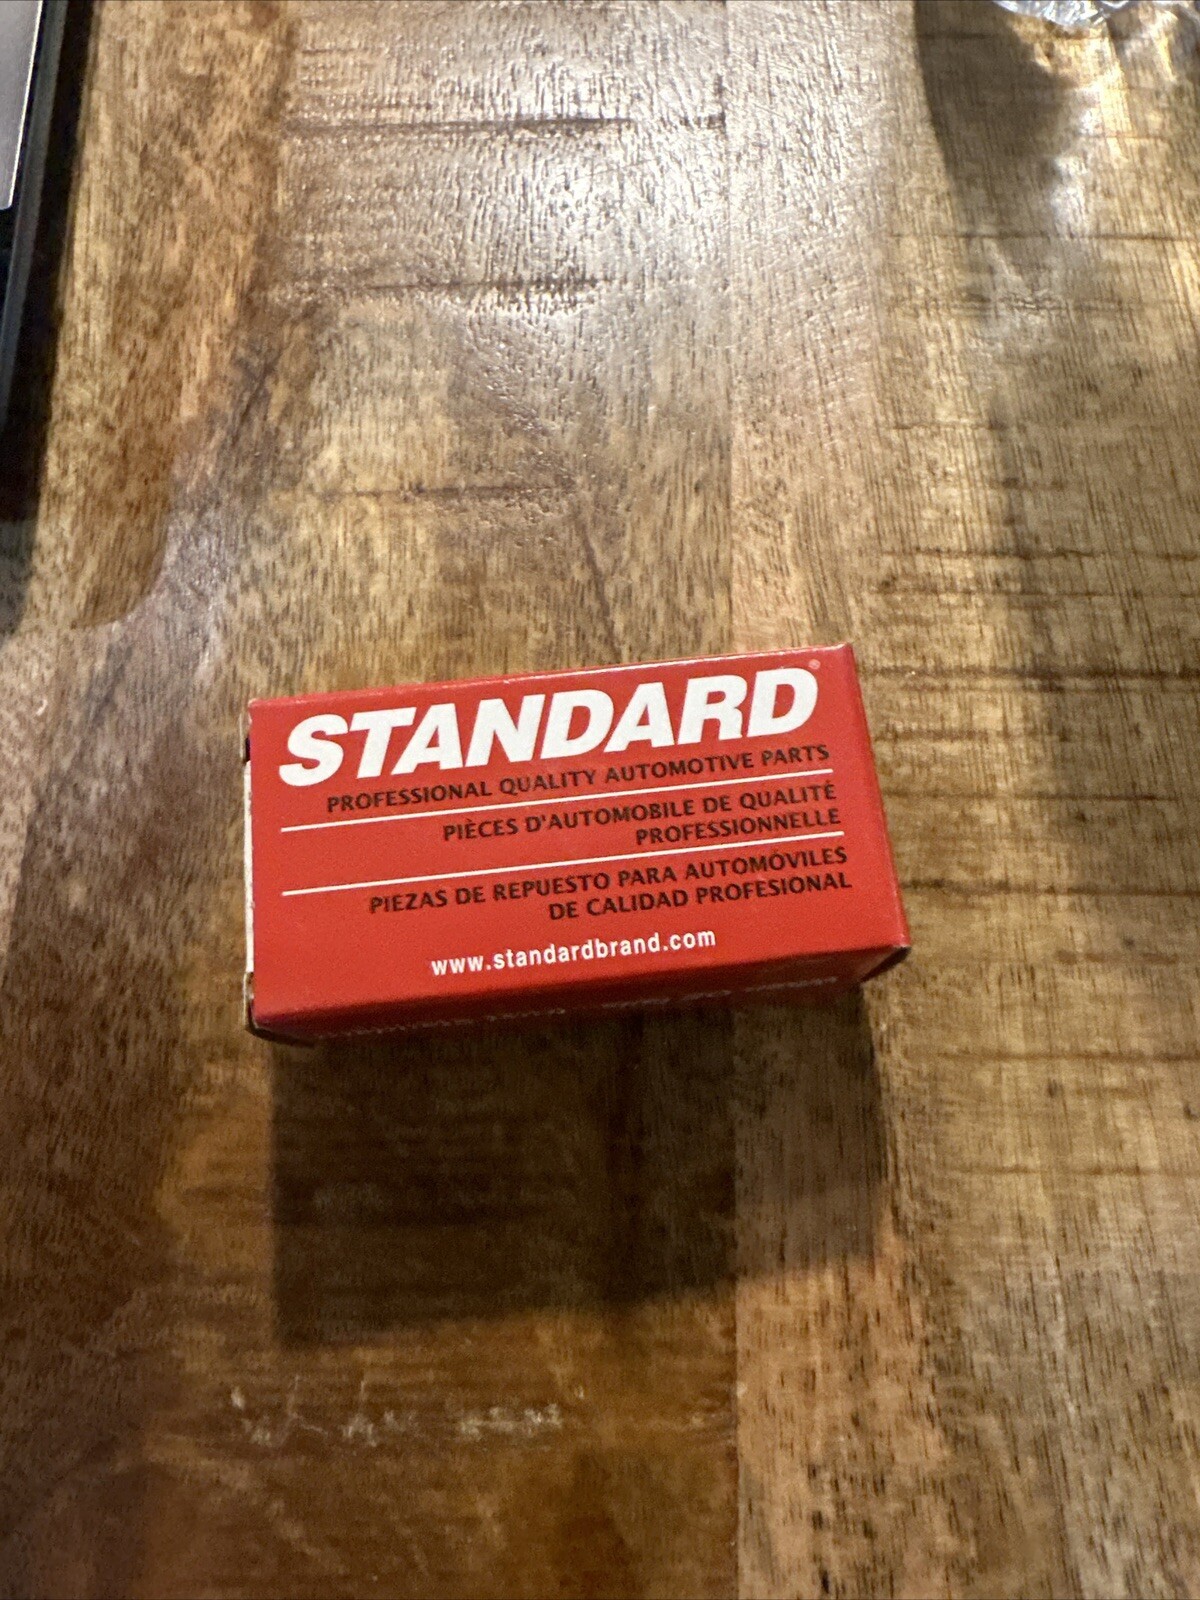 STANDARD®
PROFESSIONAL QUALITY AUTOMOTIVE PARTS
PIÈCES D'AUTOMOBILE DE QUALITÉ
PROFESSIONNELLE
PIEZAS DE REPUESTO PARA AUTOMÓVILES
DE CALIDAD PROFESIONAL
www.standardbrand.com